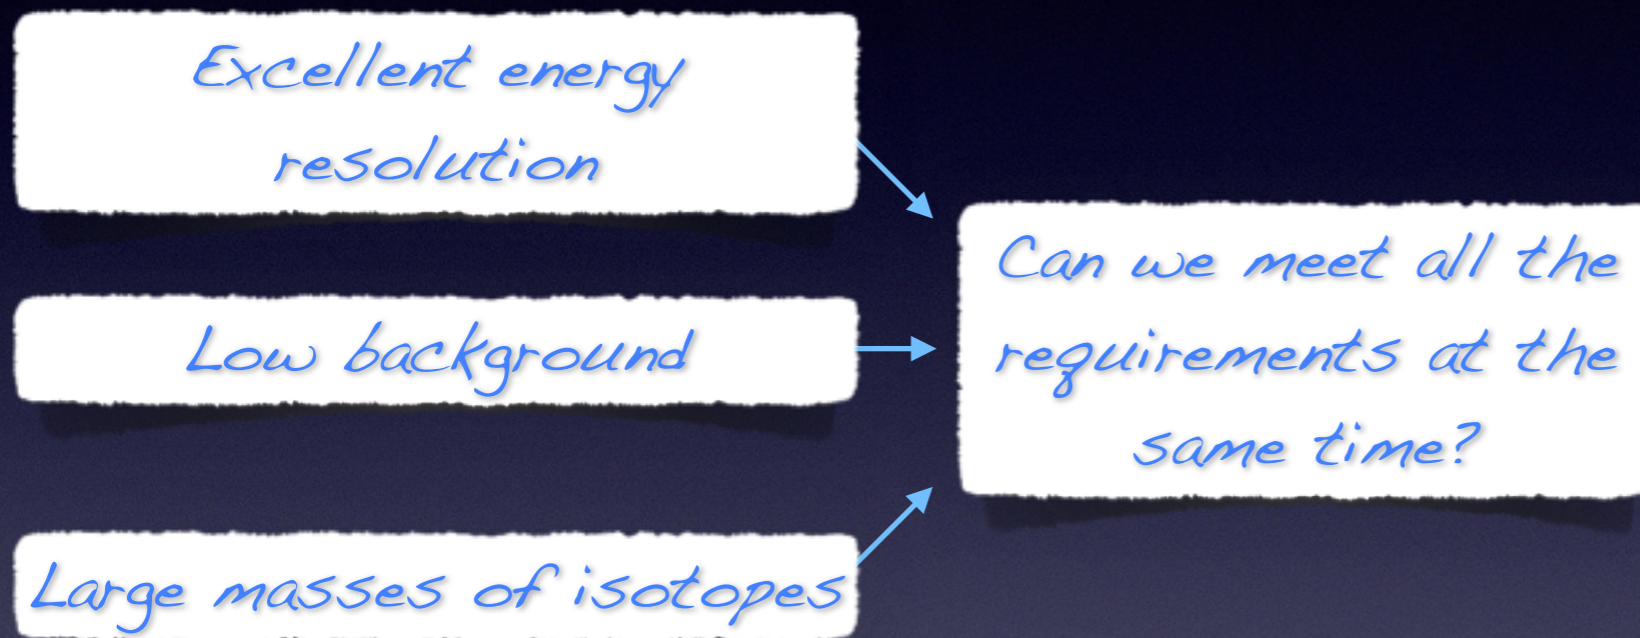 Excellent energy
resolution
Low background
Large masses of isotopes
Can we meet all the
requirements at the
same time?